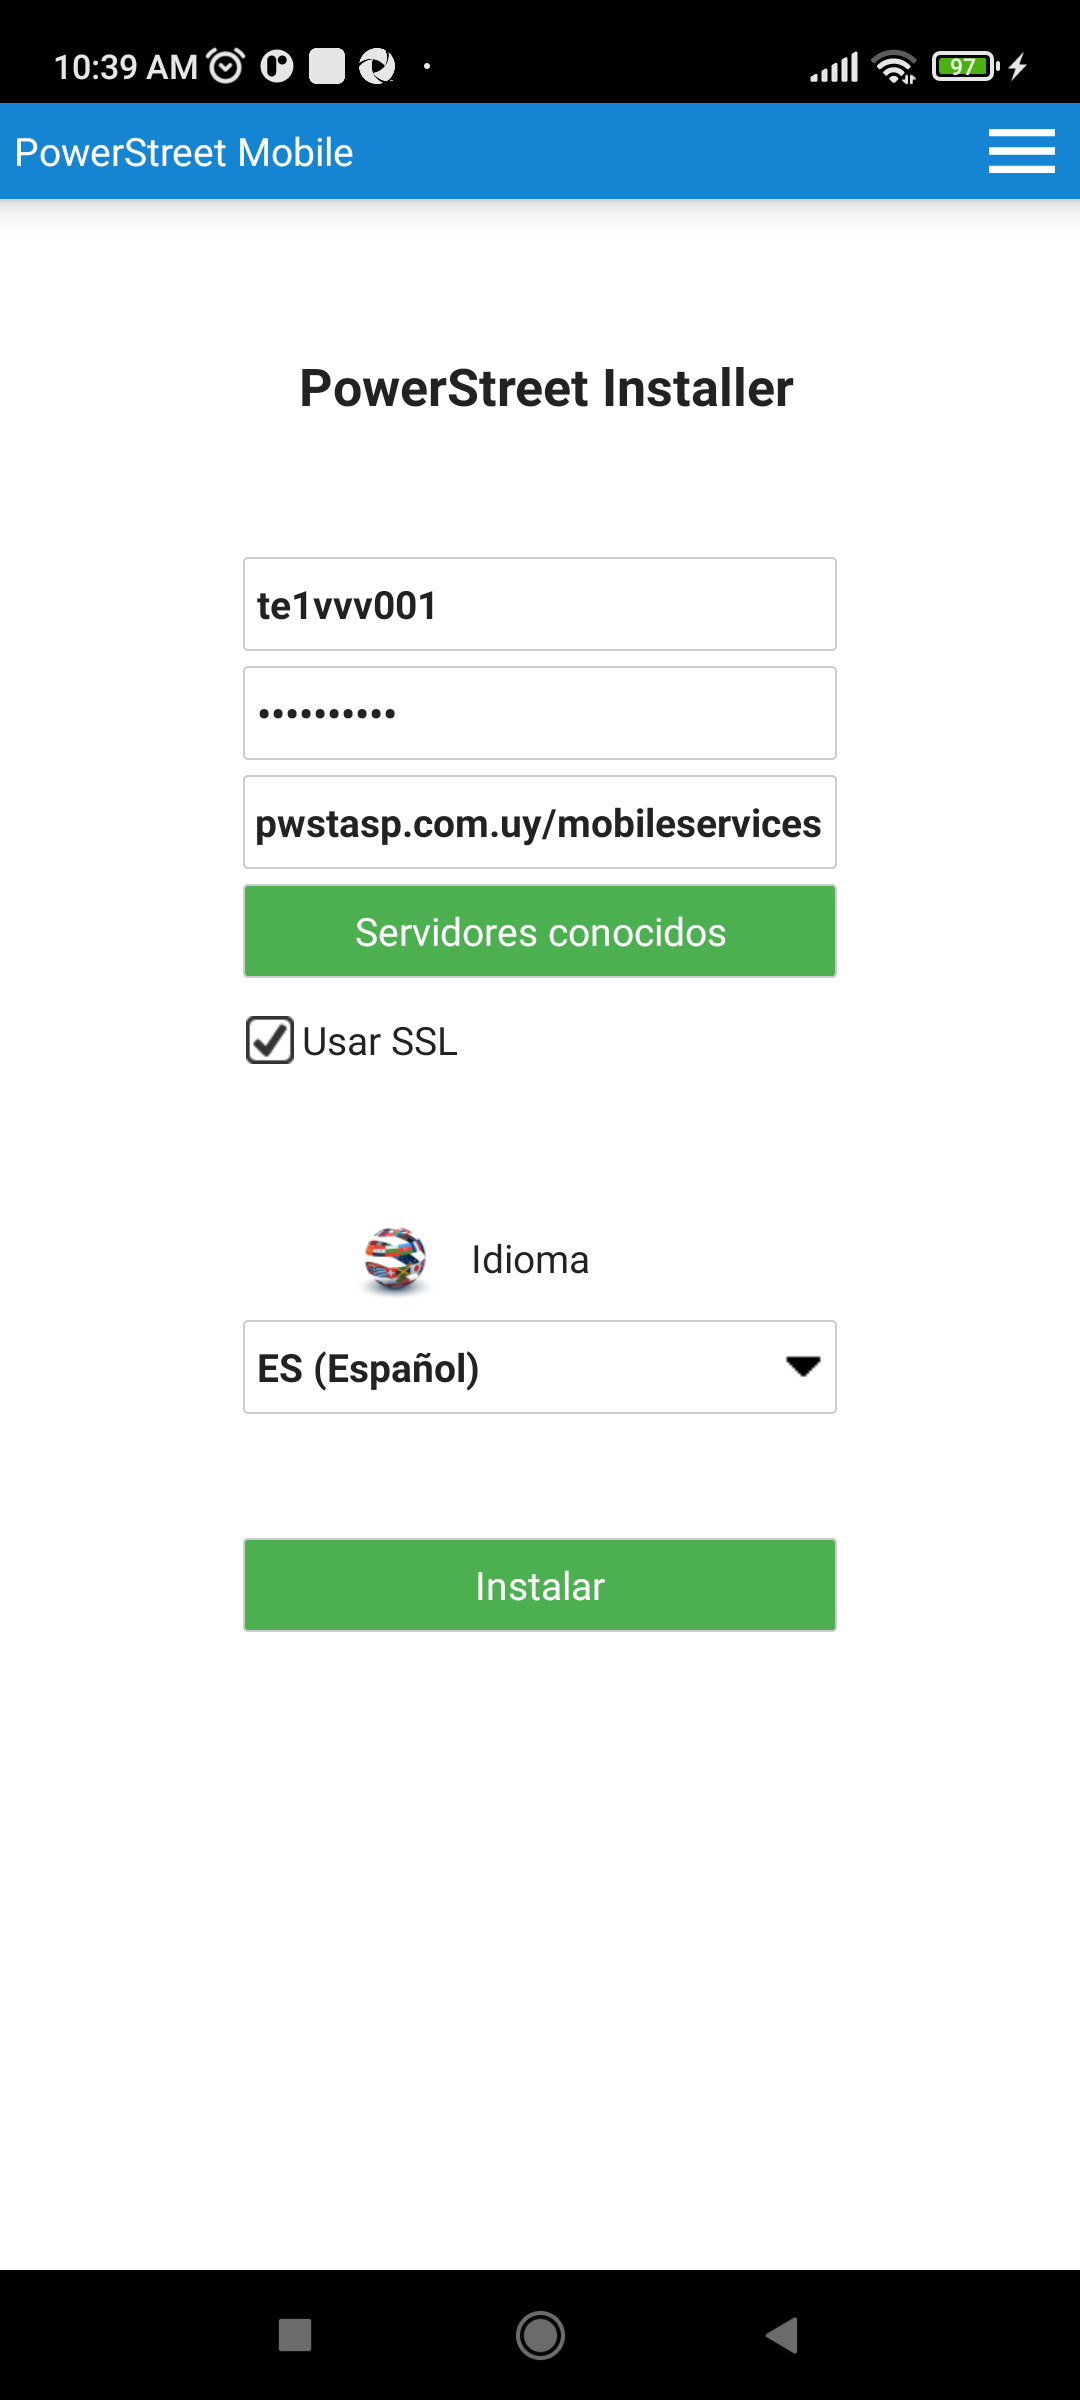 10:39 AM
97
PowerStreet Mobile
PowerStreet Installer
te1vvv001
••••••••••
pwstasp.com.uy/mobileservices
Servidores conocidos
Usar SSL
Idioma
ES (Español)
Instalar